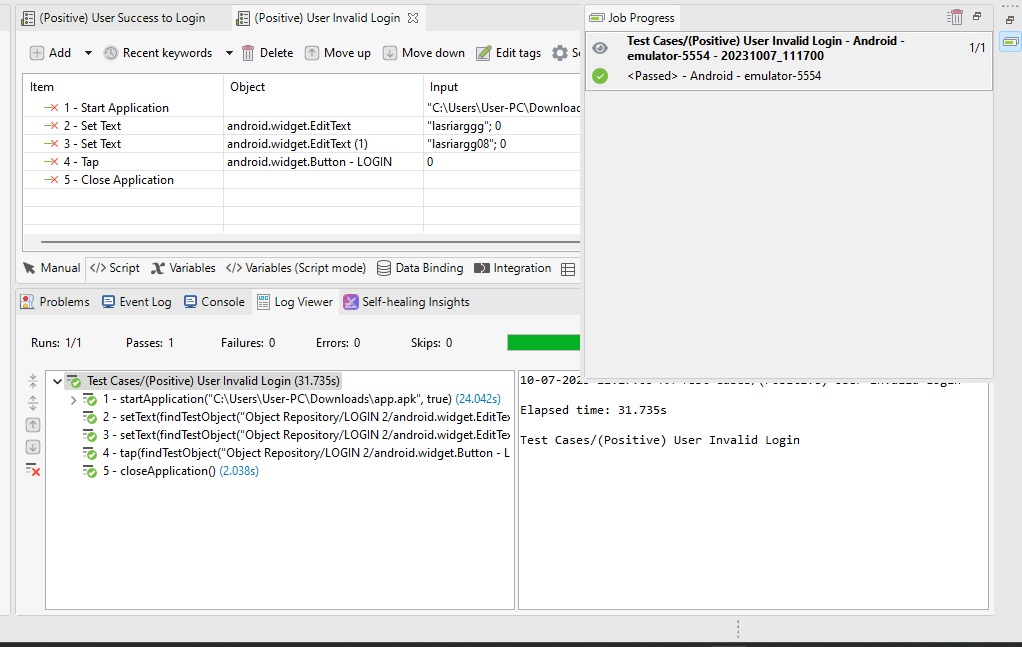 (Positive) User Success to Login
(Positive) User Invalid Login
Job Progress
Add
Recent keywords
Delete
Move up
Move down
Edit tags
Test Cases/(Positive) User Invalid Login - Android -
emulator-5554 - 20231007_111700
1/1
<Passed> - Android - emulator-5554
Item Object Input
1 - Start Application "C:\Users\User-PC\Downloac
2 - Set Text android.widget.EditText "lasriarggg"; 0
3 - Set Text android.widget.EditText (1) "lasriargg08"; 0
4 - Tap android.widget.Button - LOGIN 0
5 - Close Application
Manual </> Script Variables </> Variables (Script mode) Data Binding Integration
Problems Event Log Console Log Viewer Self-healing Insights
Runs: 1/1 Passes: 1 Failures: 0 Errors: 0 Skips: 0
Test Cases/(Positive) User Invalid Login (31.735s)
1 - startApplication("C:\Users\User-PC\Downloads\app.apk", true) (24.042s)
2 - setText(findTestObject("Object Repository/LOGIN 2/android.widget.EditTe
3 - setText(findTestObject("Object Repository/LOGIN 2/android.widget.EditTe
4 - tap(findTestObject("Object Repository/LOGIN 2/android.widget.Button - L
5 - closeApplication() (2.038s)
Elapsed time: 31.735s
Test Cases/(Positive) User Invalid Login